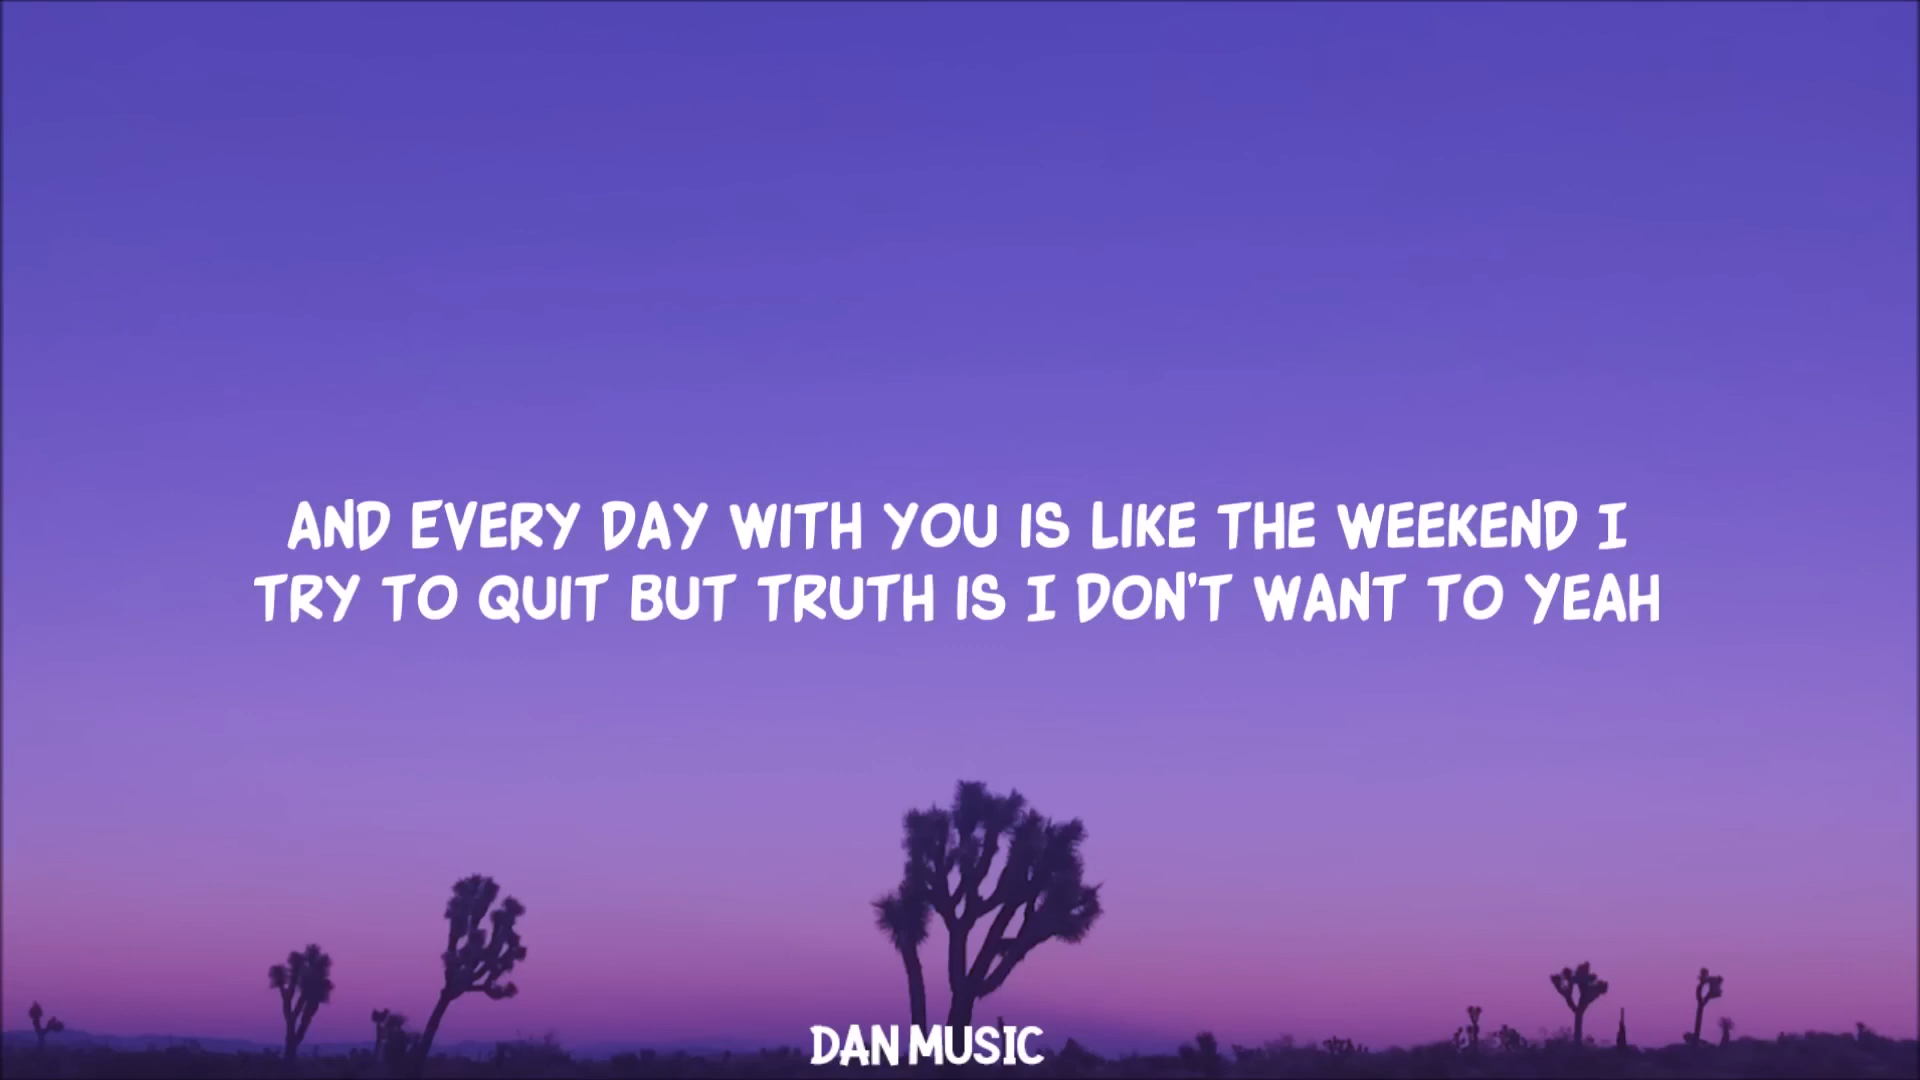 AND EVERY DAY WITH YOU IS LIKE THE WEEKEND I
TRY TO QUIT BUT TRUTH IS I DON'T WANT TO YEAH
DAN MUSIC